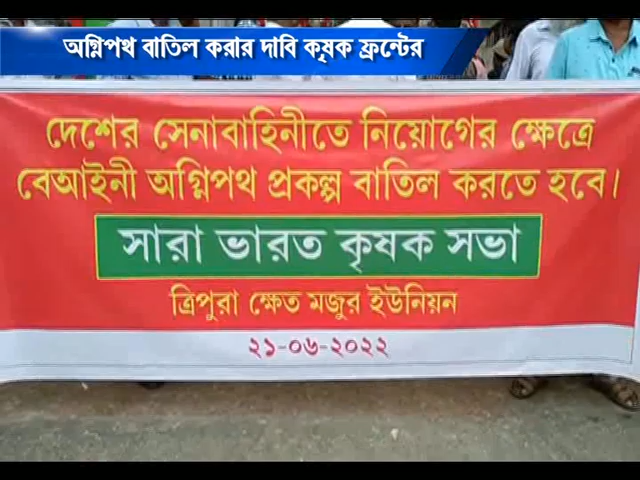 অগ্নিপথ বাতিল করার দাবি কৃষক ফ্রন্টের
দেশের সেনাবাহিনীতে নিয়োগের ক্ষেত্রে
বেআইনী অগ্নিপথ প্রকল্প বাতিল করতে হবে।
সারা ভারত কৃষক সভা
ত্রিপুরা ক্ষেত মজুর ইউনিয়ন
২১-০৬-২০২২